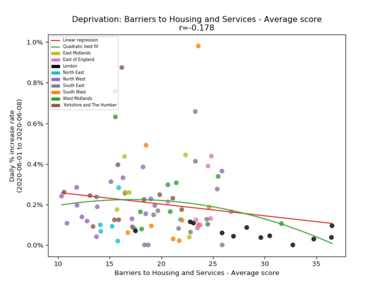 Deprivation: Barriers to Housing and Services - Average score
r=-0.178
Daily % increase rate
(2020-06-01 to 2020-06-08)
1.0%
0.8%
0.6%
0.4%
0.2%
0.0%
Linear regression
Quadratic best fit
East Midlands
East of England
London
North East
North West
South East
South West
West Midlands
Yorkshire and The Humber
10
15
20
25
30
35
Barriers to Housing and Services - Average score